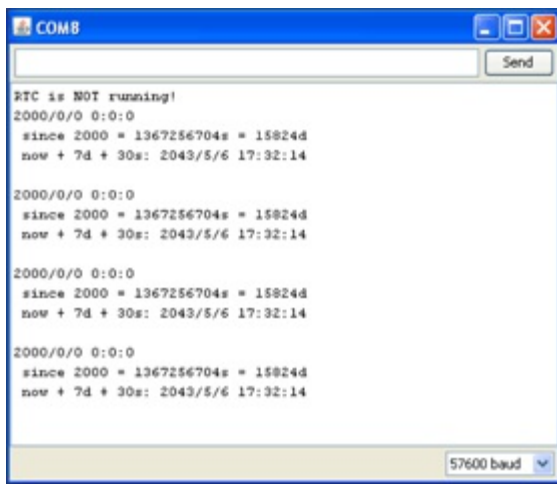 COM8
Send
RTC is NOT running!
2000/0/0 0:0:0
since 2000 = 1367256704s = 15824d
now + 7d + 30s: 2043/5/6 17:32:14
2000/0/0 0:0:0
since 2000 = 1367256704s = 15824d
now + 7d + 30s: 2043/5/6 17:32:14
2000/0/0 0:0:0
since 2000 = 1367256704s = 15824d
now + 7d + 30s: 2043/5/6 17:32:14
2000/0/0 0:0:0
since 2000 = 1367256704s = 15824d
now + 7d + 30s: 2043/5/6 17:32:14
57600 baud